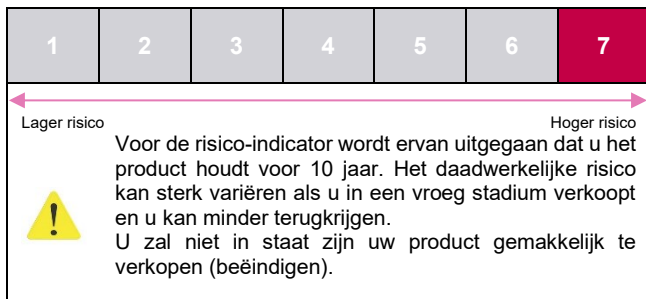 1 2 3 4 5 6 7
Lager risico Hoger risico
Voor de risico-indicator wordt ervan uitgegaan dat u het
product houdt voor 10 jaar. Het daadwerkelijke risico
kan sterk variëren als u in een vroeg stadium verkoopt
en u kan minder terugkrijgen.
U zal niet in staat zijn uw product gemakkelijk te
verkopen (beëindigen).